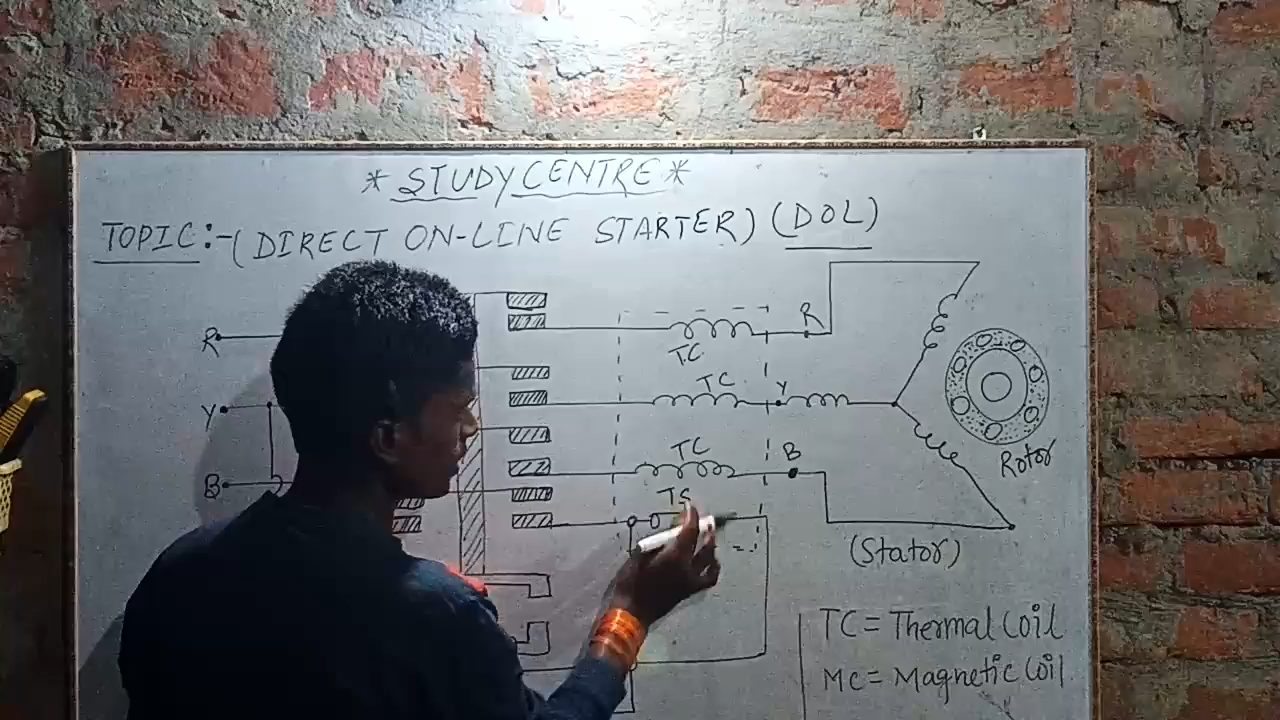 * STUDY CENTRE *
TOPIC:- (DIRECT ON-LINE STARTER) (DOL)
R
R
TC
TC
Y
Y
TC
B
B
TS
Rotor
(Stator)
TC = Thermal Coil
MC = Magnetic Coil